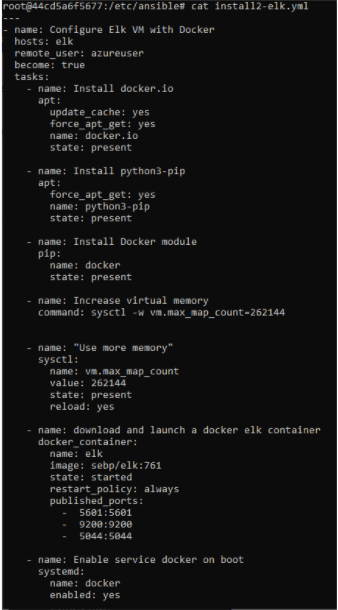 root@44cd5a6f5677:/etc/ansible# cat install2-elk.yml
---
- name: Configure Elk VM with Docker
  hosts: elk
  remote_user: azureuser
  become: true
  tasks:
    - name: Install docker.io
      apt:
        update_cache: yes
        force_apt_get: yes
        name: docker.io
        state: present

    - name: Install python3-pip
      apt:
        force_apt_get: yes
        name: python3-pip
        state: present

    - name: Install Docker module
      pip:
        name: docker
        state: present

    - name: Increase virtual memory
      command: sysctl -w vm.max_map_count=262144

    - name: "Use more memory"
      sysctl:
        name: vm.max_map_count
        value: 262144
        state: present
        reload: yes

    - name: download and launch a docker elk container
      docker_container:
        name: elk
        image: sebp/elk:761
        state: started
        restart_policy: always
        published_ports:
          -  5601:5601
          -  9200:9200
          -  5044:5044

    - name: Enable service docker on boot
      systemd:
        name: docker
        enabled: yes